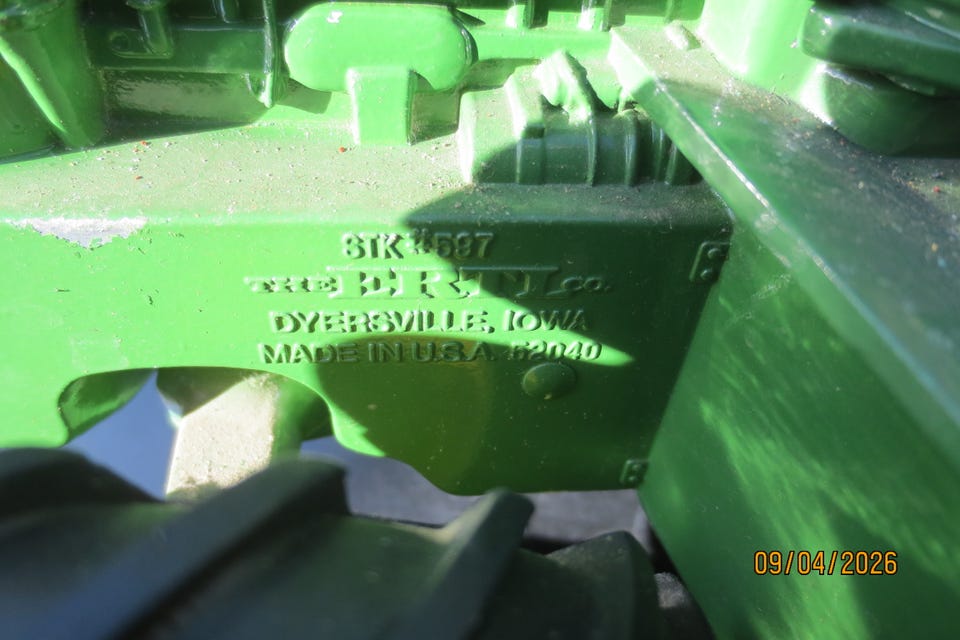 STK #597
THE ERTL CO.
DYERSVILLE, IOWA
MADE IN U.S.A. 52040
09/04/2026